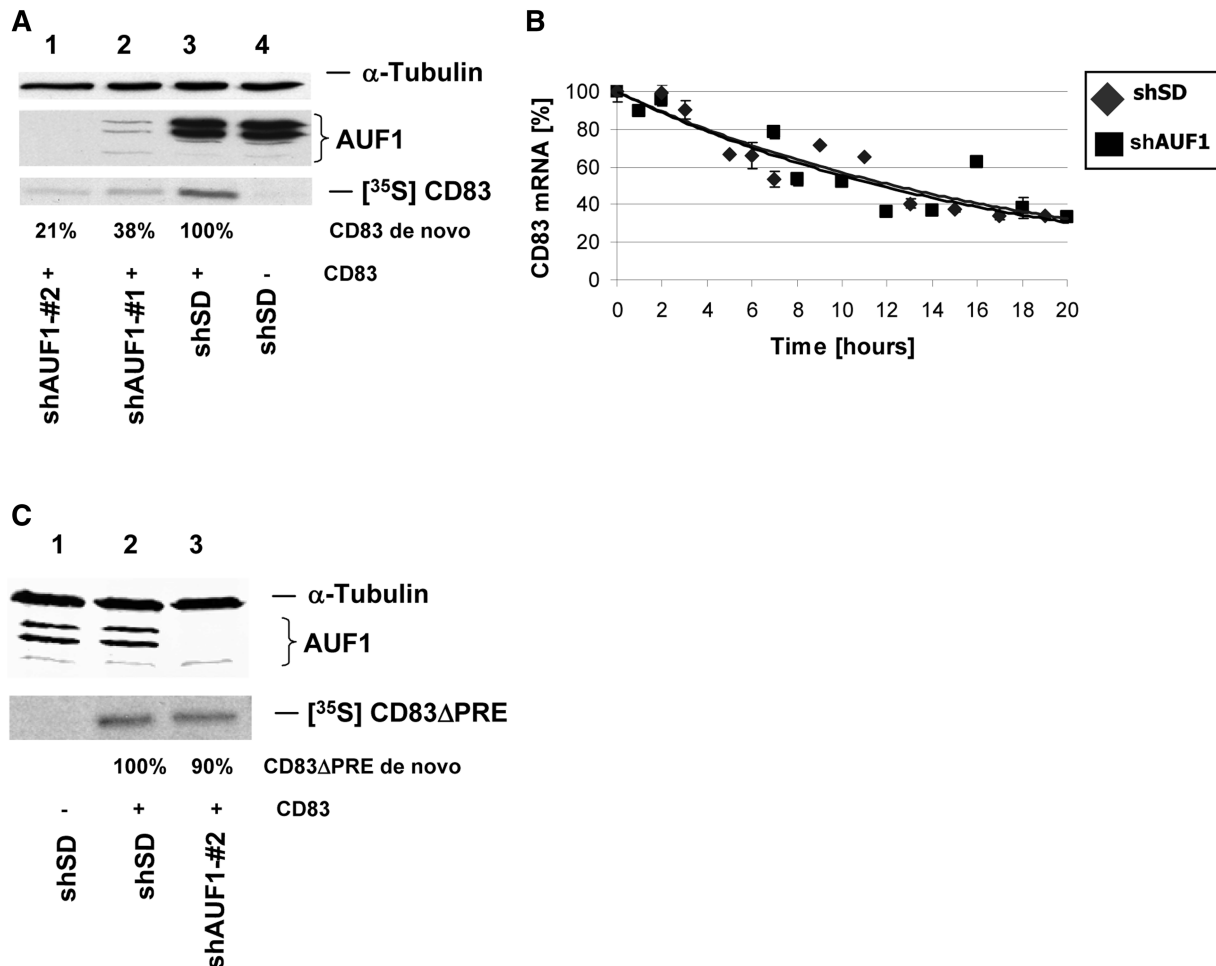 A
1 2 3 4
— α-Tubulin
AUF1
— [³⁵S] CD83
21% 38% 100% CD83 de novo
+ + + - CD83
shAUF1-#2
shAUF1-#1
shSD
shSD
B
CD83 mRNA [%]
100
80
60
40
20
0
0 2 4 6 8 10 12 14 16 18 20
Time [hours]
shSD
shAUF1
C
1 2 3
— α-Tubulin
AUF1
— [³⁵S] CD83ΔPRE
100% 90% CD83ΔPRE de novo
- + + CD83
shSD
shSD
shAUF1-#2